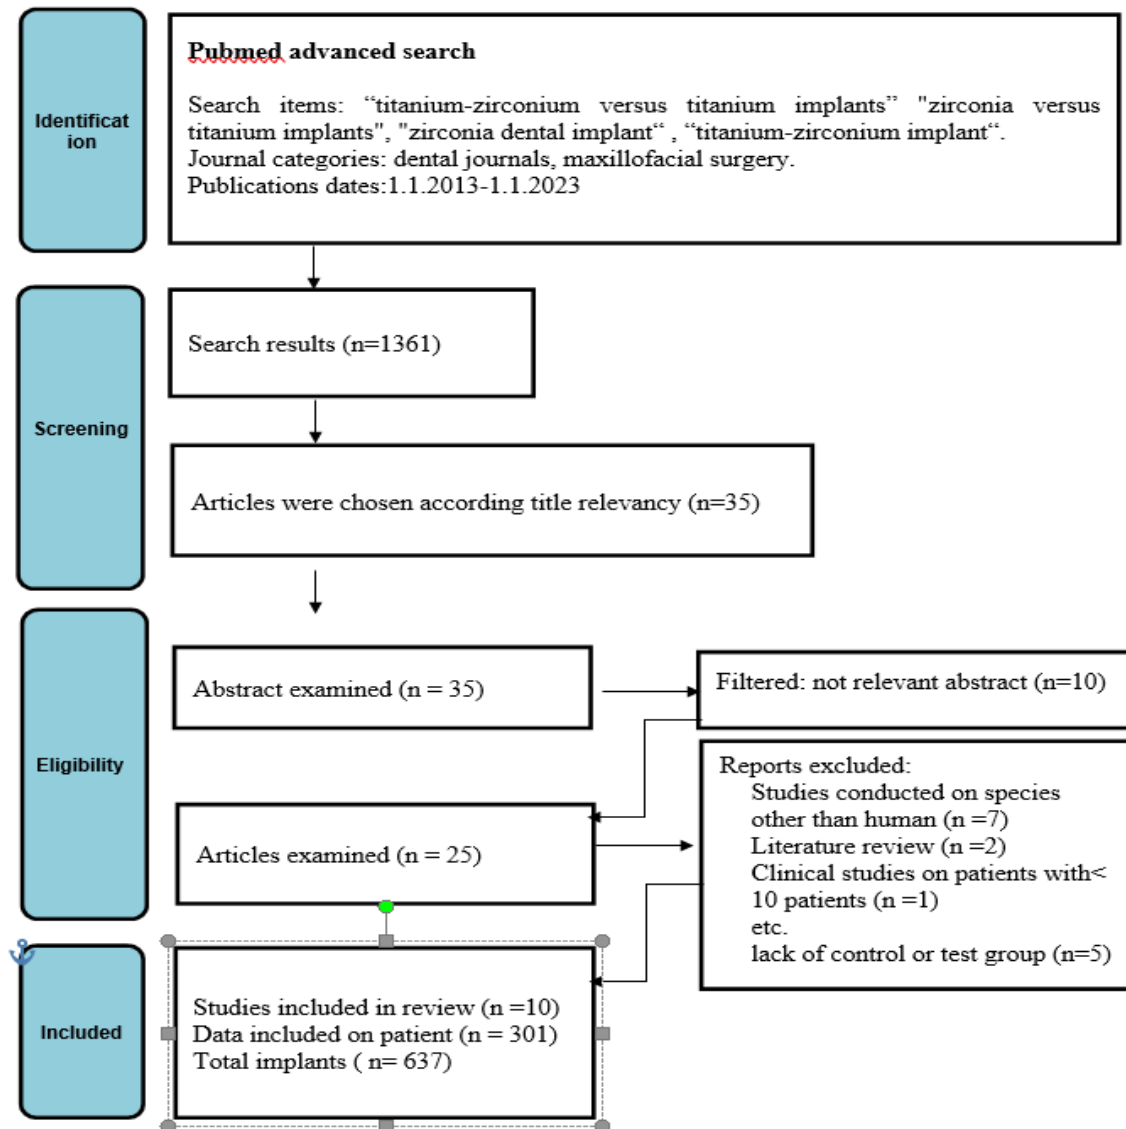 Identificat
ion
Pubmed advanced search
Search items: “titanium-zirconium versus titanium implants” "zirconia versus
titanium implants", "zirconia dental implant“ , “titanium-zirconium implant“.
Journal categories: dental journals, maxillofacial surgery.
Publications dates:1.1.2013-1.1.2023
Screening
Search results (n=1361)
Articles were chosen according title relevancy (n=35)
Eligibility
Abstract examined (n = 35)
Filtered: not relevant abstract (n=10)
Articles examined (n = 25)
Reports excluded:
Studies conducted on species
other than human (n =7)
Literature review (n =2)
Clinical studies on patients with<
10 patients (n =1)
etc.
lack of control or test group (n=5)
Included
Studies included in review (n =10)
Data included on patient (n = 301)
Total implants ( n= 637)